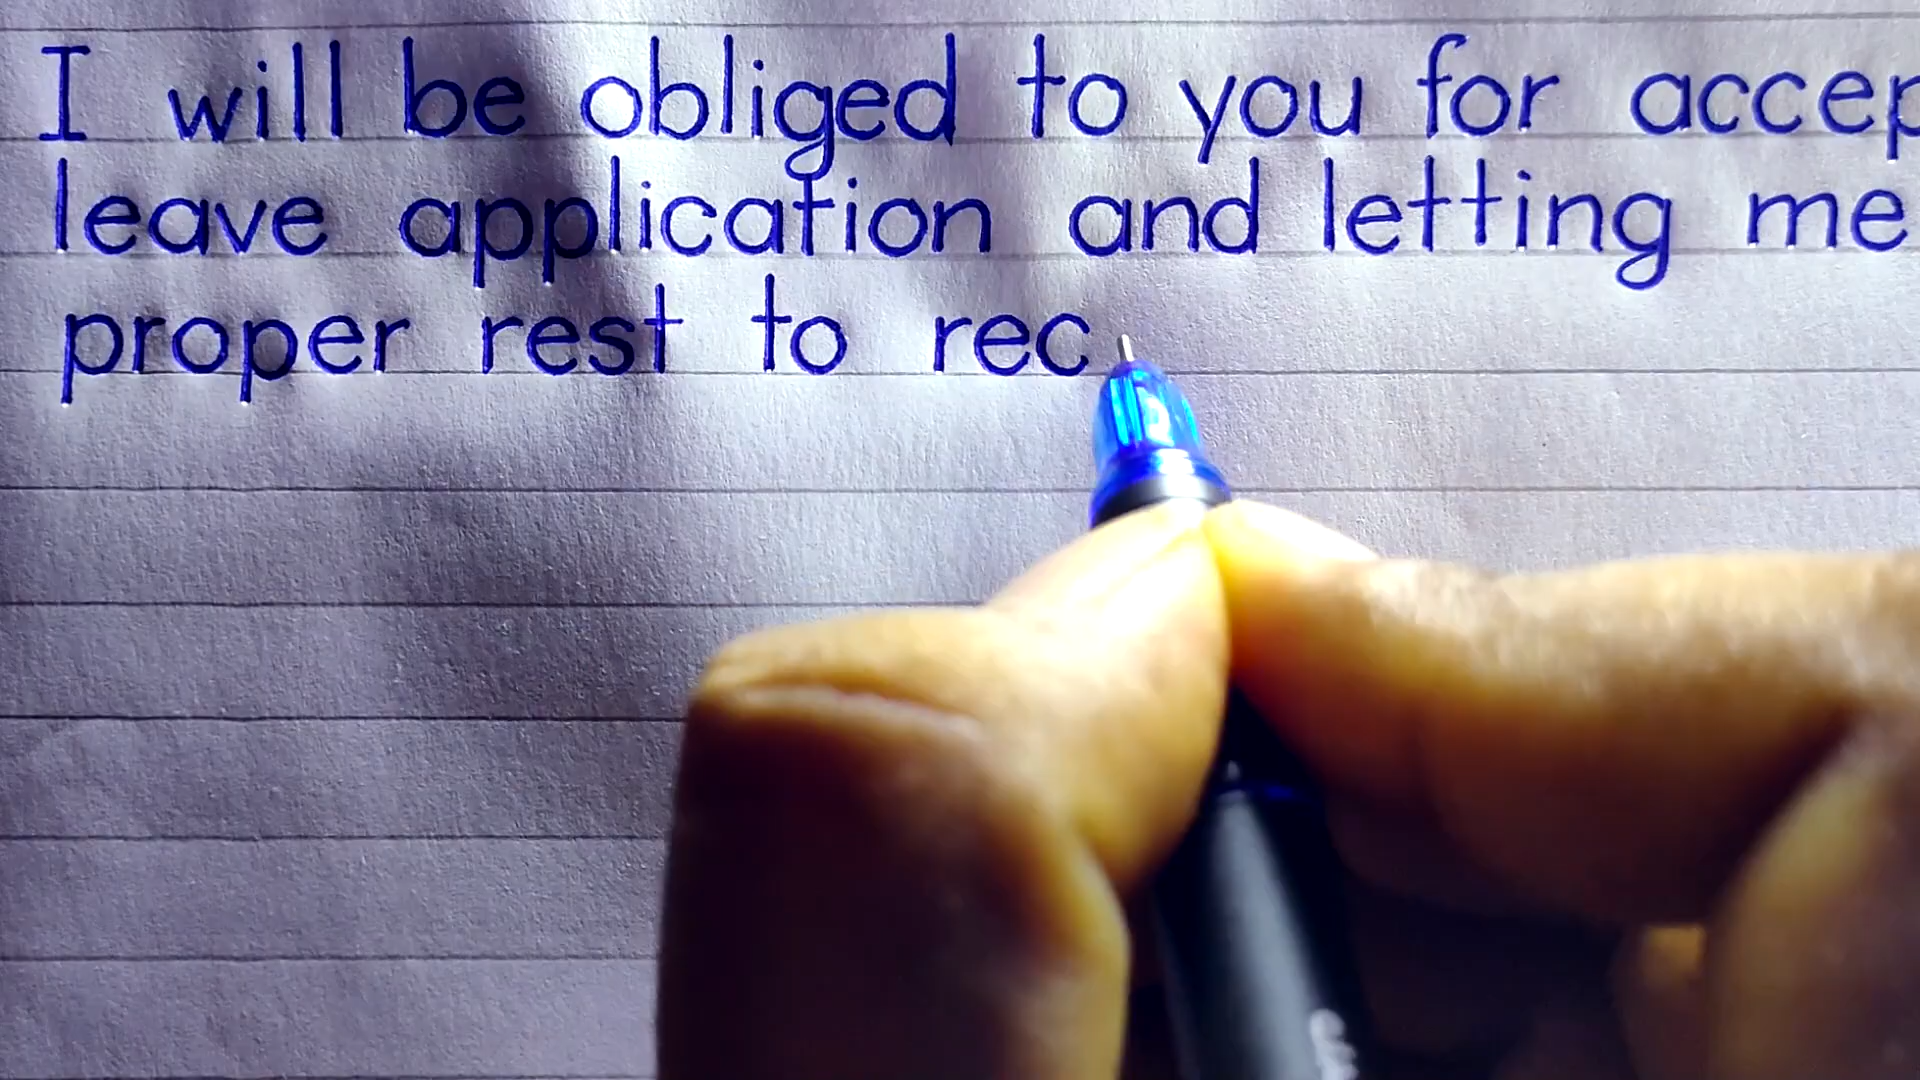 I will be obliged to you for accep
leave application and letting me
proper rest to rec